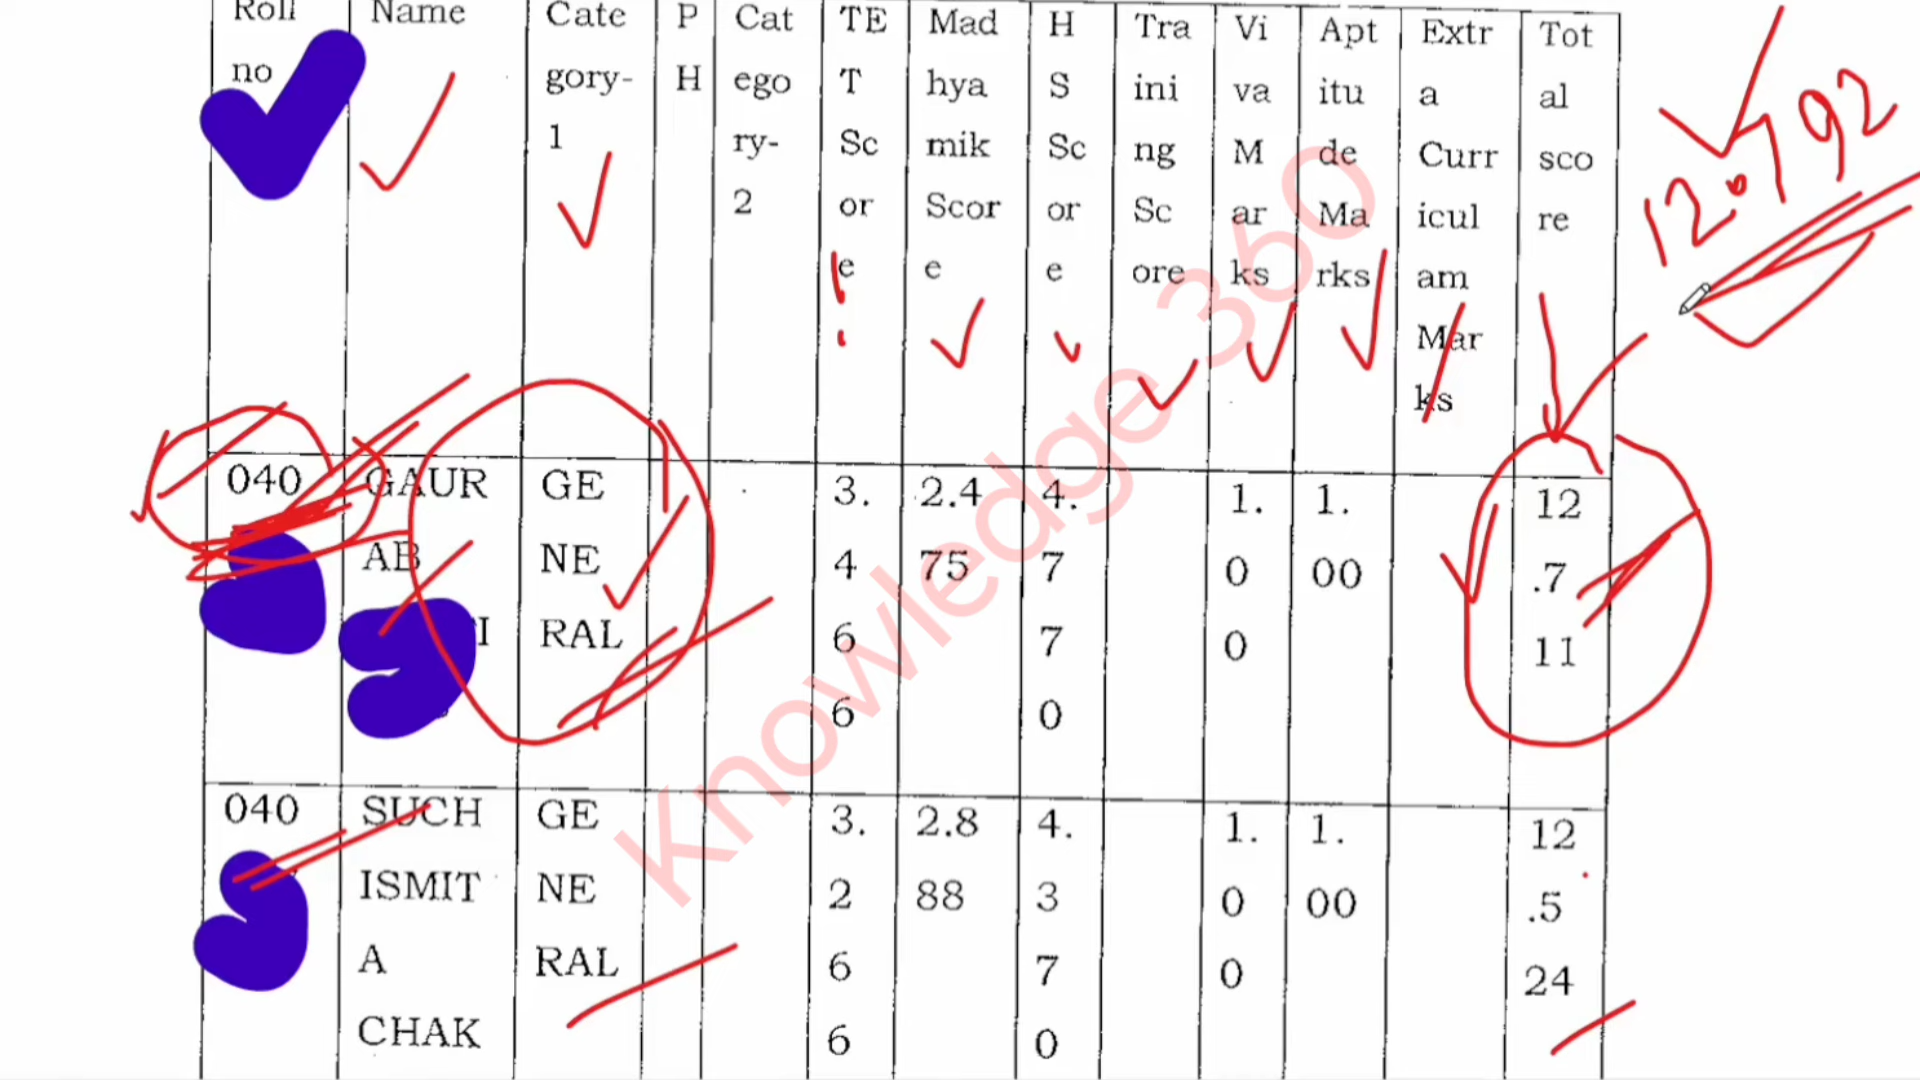 Roll no Name Cate gory- 1 P H Cat ego ry- 2 TE T Sc or e Mad hya mik Scor e H S Sc or e Tra ini ng Sc ore Vi va M ar ks Apt itu de Ma rks Extr a Curr icul am Mar ks Tot al sco re
12.792
040 GAUR AB I GE NE RAL 3. 4 6 6 2.4 75 4. 7 7 0 1. 0 0 1. 00 12 .7 11
040 SUCH ISMIT A CHAK GE NE RAL 3. 2 6 6 2.8 88 4. 3 7 0 1. 0 0 1. 00 12 .5 24
Knowledge 360